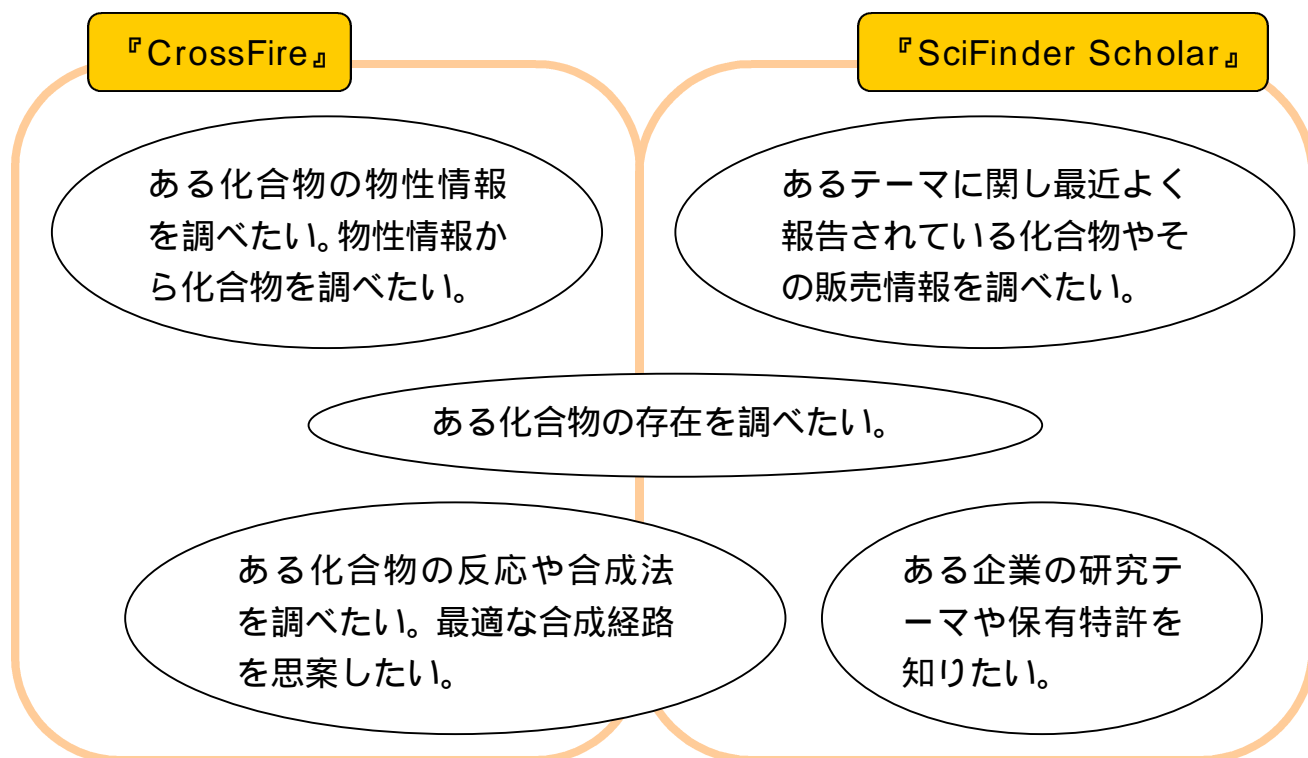 『CrossFire』
『SciFinder Scholar』
ある化合物の物性情報
を調べたい。物性情報か
ら化合物を調べたい。
あるテーマに関し最近よく
報告されている化合物やそ
の販売情報を調べたい。
ある化合物の存在を調べたい。
ある化合物の反応や合成法
を調べたい。最適な合成経路
を思案したい。
ある企業の研究テ
ーマや保有特許を
知りたい。